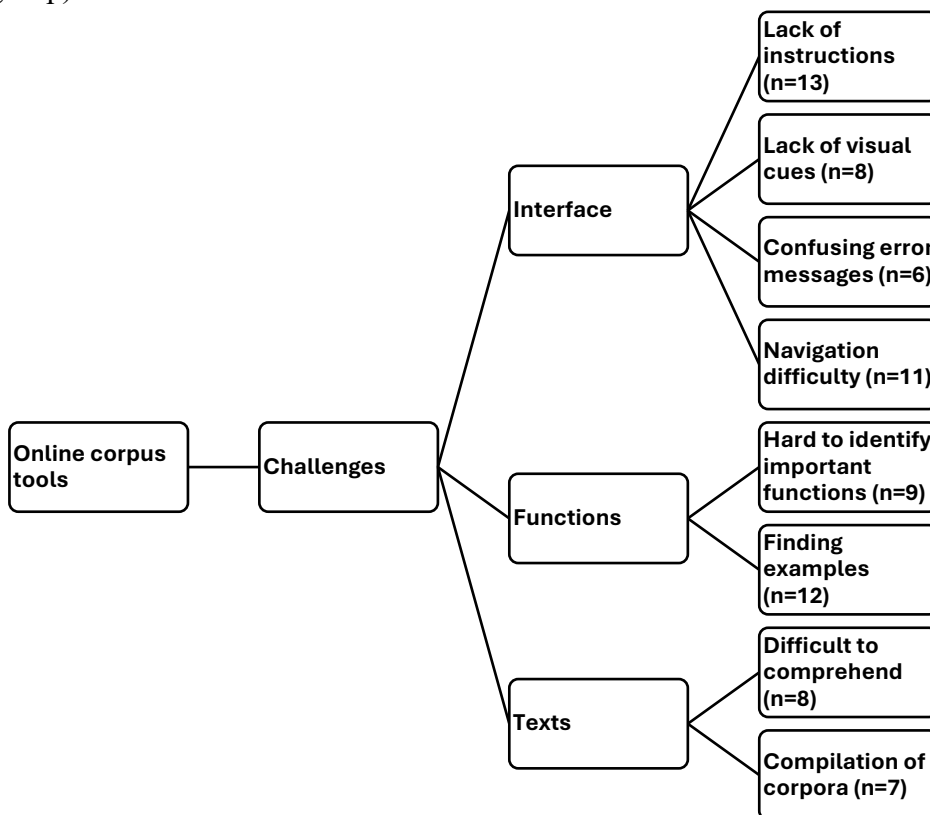 Lack of
instructions
(n=13)
Lack of visual
cues (n=8)
Interface
Confusing error
messages (n=6)
Navigation
difficulty (n=11)
Online corpus
tools
Challenges
Hard to identify
important
functions (n=9)
Functions
Finding
examples
(n=12)
Difficult to
comprehend
(n=8)
Texts
Compilation of
corpora (n=7)